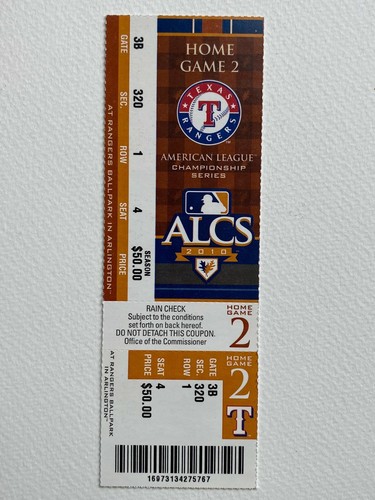 HOME
GAME 2
TEXAS
T
RANGERS
AMERICAN LEAGUE™
CHAMPIONSHIP
SERIES
ALCS
2010
GATE 3B
SEC. 320
ROW 1
SEAT 4
SEASON
PRICE $50.00
AT RANGERS BALLPARK IN ARLINGTON™
RAIN CHECK
Subject to the conditions
set forth on back hereof.
DO NOT DETACH THIS COUPON.
Office of the Commissioner
HOME
GAME
2
HOME
GAME
2
T
GATE 3B
SEC. 320
ROW 1
SEAT 4
PRICE $50.00
AT RANGERS BALLPARK
IN ARLINGTON™
16973134275767